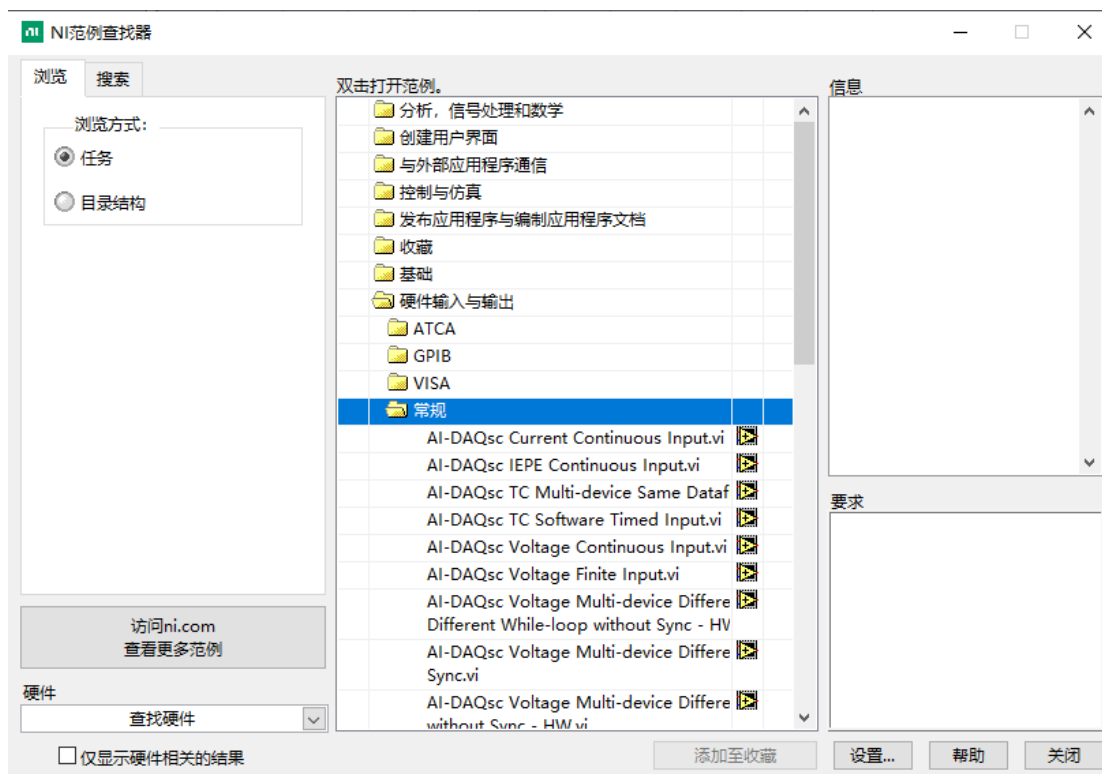 NI范例查找器
浏览
搜索
浏览方式:
任务
目录结构
访问ni.com
查看更多范例
硬件
查找硬件
仅显示硬件相关的结果
双击打开范例。
分析，信号处理和数学
创建用户界面
与外部应用程序通信
控制与仿真
发布应用程序与编制应用程序文档
收藏
基础
硬件输入与输出
ATCA
GPIB
VISA
常规
AI-DAQsc Current Continuous Input.vi
AI-DAQsc IEPE Continuous Input.vi
AI-DAQsc TC Multi-device Same Dataf
AI-DAQsc TC Software Timed Input.vi
AI-DAQsc Voltage Continuous Input.vi
AI-DAQsc Voltage Finite Input.vi
AI-DAQsc Voltage Multi-device Differe
Different While-loop without Sync - HW
AI-DAQsc Voltage Multi-device Differe
Sync.vi
AI-DAQsc Voltage Multi-device Differe
without Sync - HW.vi
添加至收藏
信息
要求
设置...
帮助
关闭